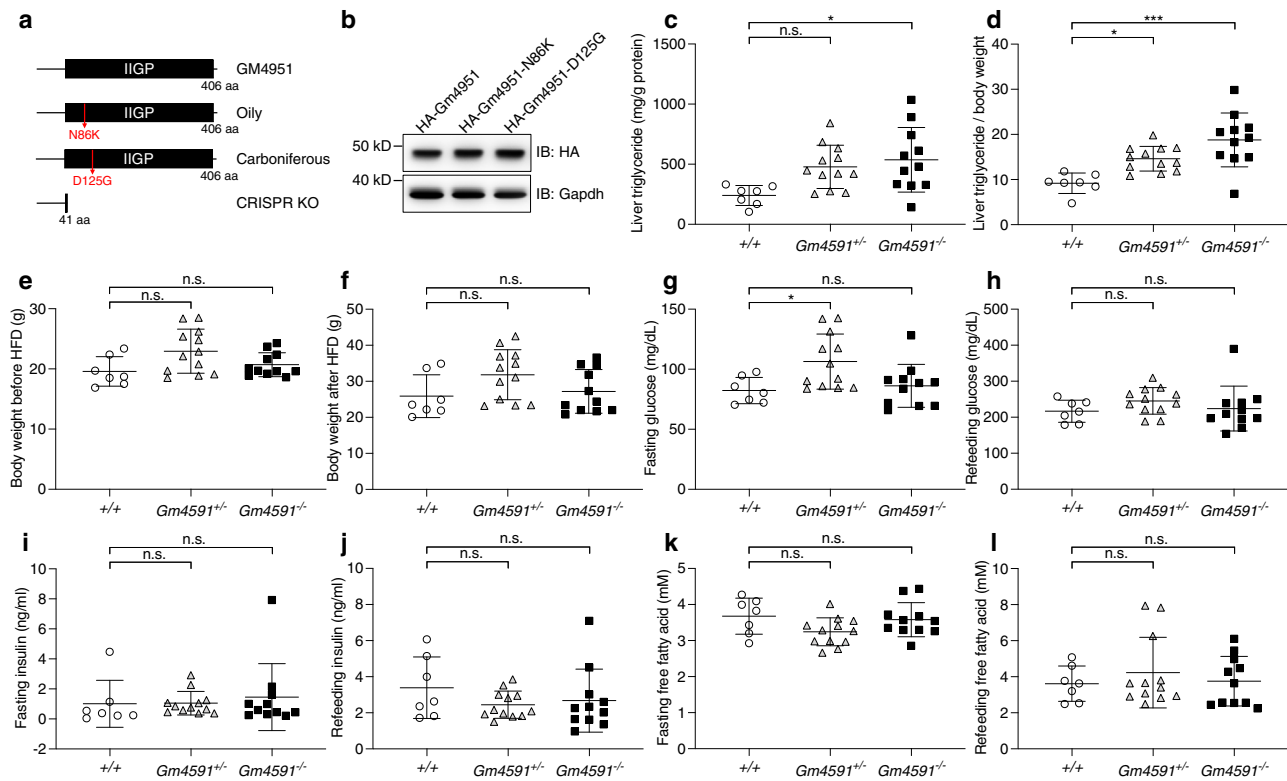 a
IIGP
GM4951
406 aa
IIGP
Oily
406 aa
N86K
IIGP
Carboniferous
406 aa
D125G
CRISPR KO
41 aa
b
HA-Gm4951
HA-Gm4951-N86K
HA-Gm4951-D125G
50 kD
IB: HA
40 kD
IB: Gapdh
c
*
n.s.
Liver triglyceride (mg/g protein)
1500
1000
500
0
+/+
Gm4591+/-
Gm4591-/-
d
***
*
Liver triglyceride / body weight
40
30
20
10
0
+/+
Gm4591+/-
Gm4591-/-
e
n.s.
n.s.
Body weight before HFD (g)
30
20
10
0
+/+
Gm4591+/-
Gm4591-/-
f
n.s.
n.s.
Body weight after HFD (g)
50
40
30
20
10
0
+/+
Gm4591+/-
Gm4591-/-
g
n.s.
*
Fasting glucose (mg/dL)
150
100
50
0
+/+
Gm4591+/-
Gm4591-/-
h
n.s.
n.s.
Refeeding glucose (mg/dL)
500
400
300
200
100
0
+/+
Gm4591+/-
Gm4591-/-
i
n.s.
n.s.
Fasting insulin (ng/ml)
10
8
6
4
2
0
-2
+/+
Gm4591+/-
Gm4591-/-
j
n.s.
n.s.
Refeeding insulin (ng/ml)
10
8
6
4
2
0
+/+
Gm4591+/-
Gm4591-/-
k
n.s.
n.s.
Fasting free fatty acid (mM)
5
4
3
2
1
0
+/+
Gm4591+/-
Gm4591-/-
l
n.s.
n.s.
Refeeding free fatty acid (mM)
10
8
6
4
2
0
+/+
Gm4591+/-
Gm4591-/-